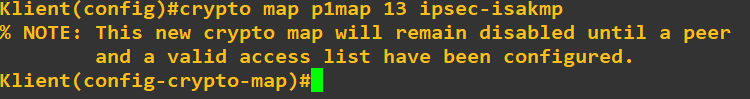 Klient(config)#crypto map p1map 13 ipsec-isakmp
% NOTE: This new crypto map will remain disabled until a peer
        and a valid access list have been configured.
Klient(config-crypto-map)#